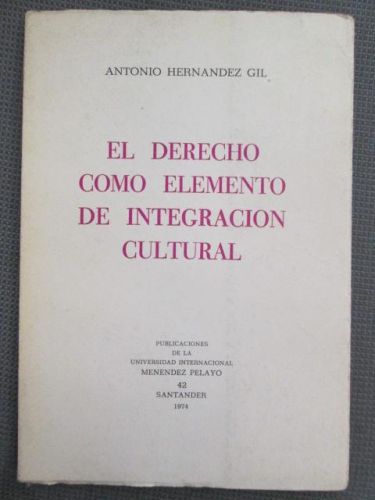 ANTONIO HERNANDEZ GIL
EL DERECHO
COMO ELEMENTO
DE INTEGRACION
CULTURAL
PUBLICACIONES
DE LA
UNIVERSIDAD INTERNACIONAL
MENENDEZ PELAYO
42
SANTANDER
1974